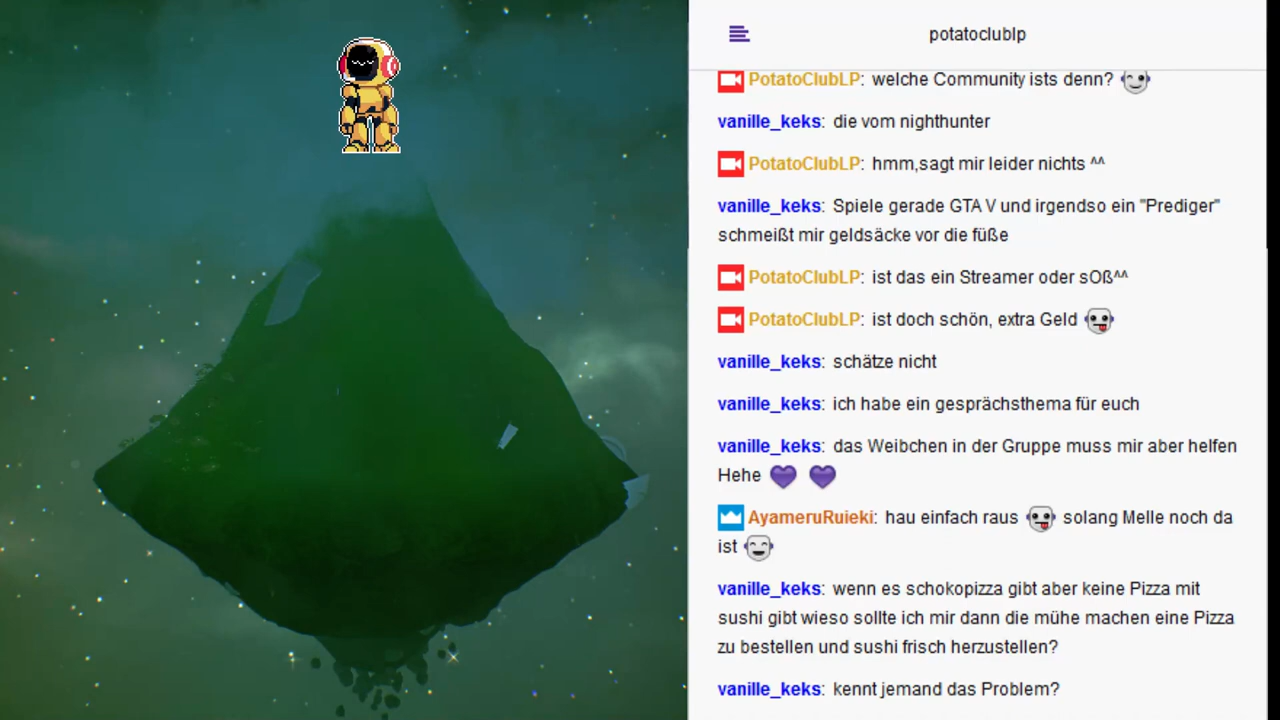 potatoclublp
PotatoClubLP: welche Community ists denn?
vanille_keks: die vom nighthunter
PotatoClubLP: hmm,sagt mir leider nichts ^^
vanille_keks: Spiele gerade GTA V und irgendso ein "Prediger"
schmeißt mir geldsäcke vor die füße
PotatoClubLP: ist das ein Streamer oder sOß^^
PotatoClubLP: ist doch schön, extra Geld
vanille_keks: schätze nicht
vanille_keks: ich habe ein gesprächsthema für euch
vanille_keks: das Weibchen in der Gruppe muss mir aber helfen
Hehe
AyameruRuieki: hau einfach raus solang Melle noch da
ist
vanille_keks: wenn es schokopizza gibt aber keine Pizza mit
sushi gibt wieso sollte ich mir dann die mühe machen eine Pizza
zu bestellen und sushi frisch herzustellen?
vanille_keks: kennt jemand das Problem?